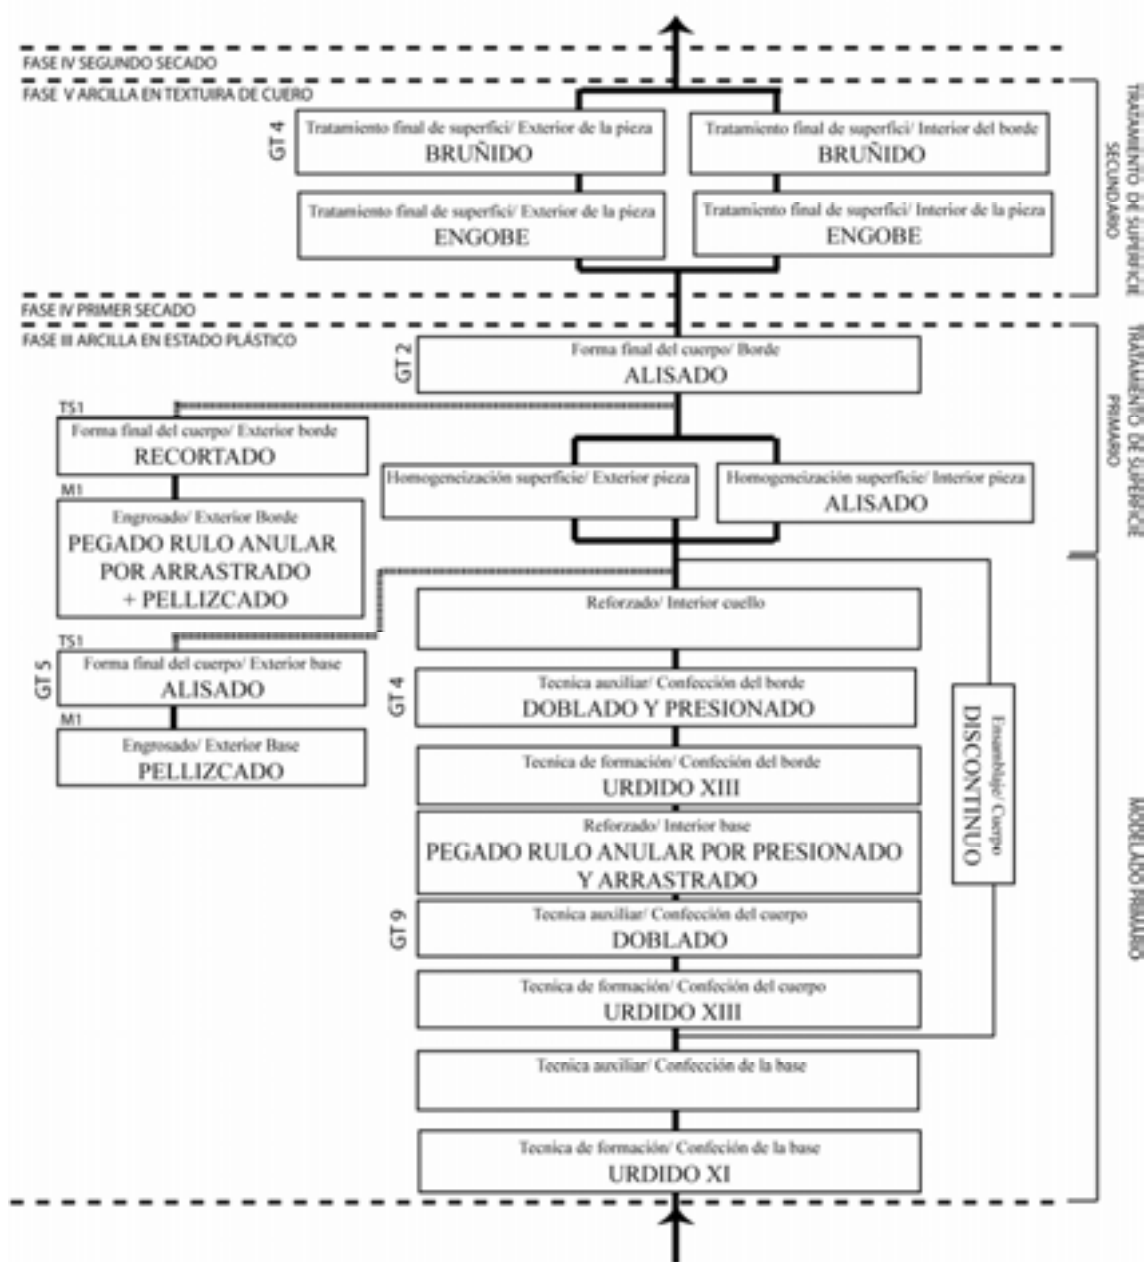 FASE IV SEGUNDO SECADO
FASE V ARCILLA EN TEXTUIRA DE CUERO
GT 4
Tratamiento final de superfici/ Exterior de la pieza
BRUÑIDO
Tratamiento final de superfici/ Interior del borde
BRUÑIDO
Tratamiento final de superfici/ Exterior de la pieza
ENGOBE
Tratamiento final de superfici/ Interior de la pieza
ENGOBE
TRATAMIENTO DE SUPERFICIE
SECUNDARIO
FASE IV PRIMER SECADO
FASE III ARCILLA EN ESTADO PLÁSTICO
GT 2
Forma final del cuerpo/ Borde
ALISADO
TS1
Forma final del cuerpo/ Exterior borde
RECORTADO
M1
Engrosado/ Exterior Borde
PEGADO RULO ANULAR
POR ARRASTRADO
+ PELLIZCADO
Homogeneización superficie/ Exterior pieza
Homogeneización superficie/ Interior pieza
ALISADO
TRATAMIENTO DE SUPERFICIE
PRIMARIO
GT 5
TS1
Forma final del cuerpo/ Exterior base
ALISADO
M1
Engrosado/ Exterior Base
PELLIZCADO
Reforzado/ Interior cuello
GT 4
Tecnica auxiliar/ Confección del borde
DOBLADO Y PRESIONADO
Tecnica de formación/ Confeción del borde
URDIDO XIII
Reforzado/ Interior base
PEGADO RULO ANULAR POR PRESIONADO
Y ARRASTRADO
GT 9
Tecnica auxiliar/ Confección del cuerpo
DOBLADO
Tecnica de formación/ Confeción del cuerpo
URDIDO XIII
Tecnica auxiliar/ Confección de la base
Tecnica de formación/ Confeción de la base
URDIDO XI
Ensamblaje/ Cuerpo
DISCONTINUO
MODELADO PRIMARIO